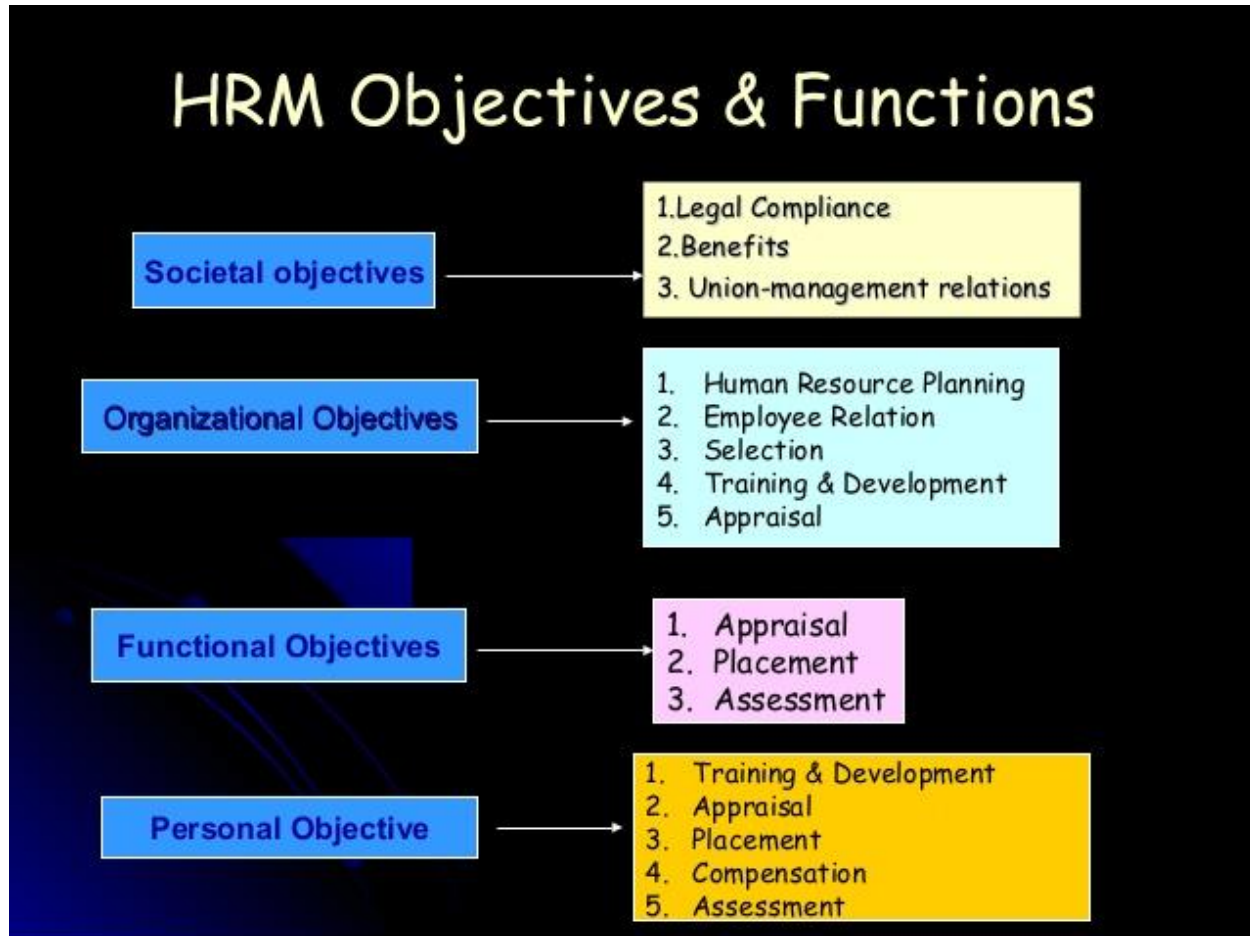 HRM Objectives & Functions
Societal objectives
1.Legal Compliance
2.Benefits
3. Union-management relations
Organizational Objectives
1. Human Resource Planning
2. Employee Relation
3. Selection
4. Training & Development
5. Appraisal
Functional Objectives
1. Appraisal
2. Placement
3. Assessment
Personal Objective
1. Training & Development
2. Appraisal
3. Placement
4. Compensation
5. Assessment